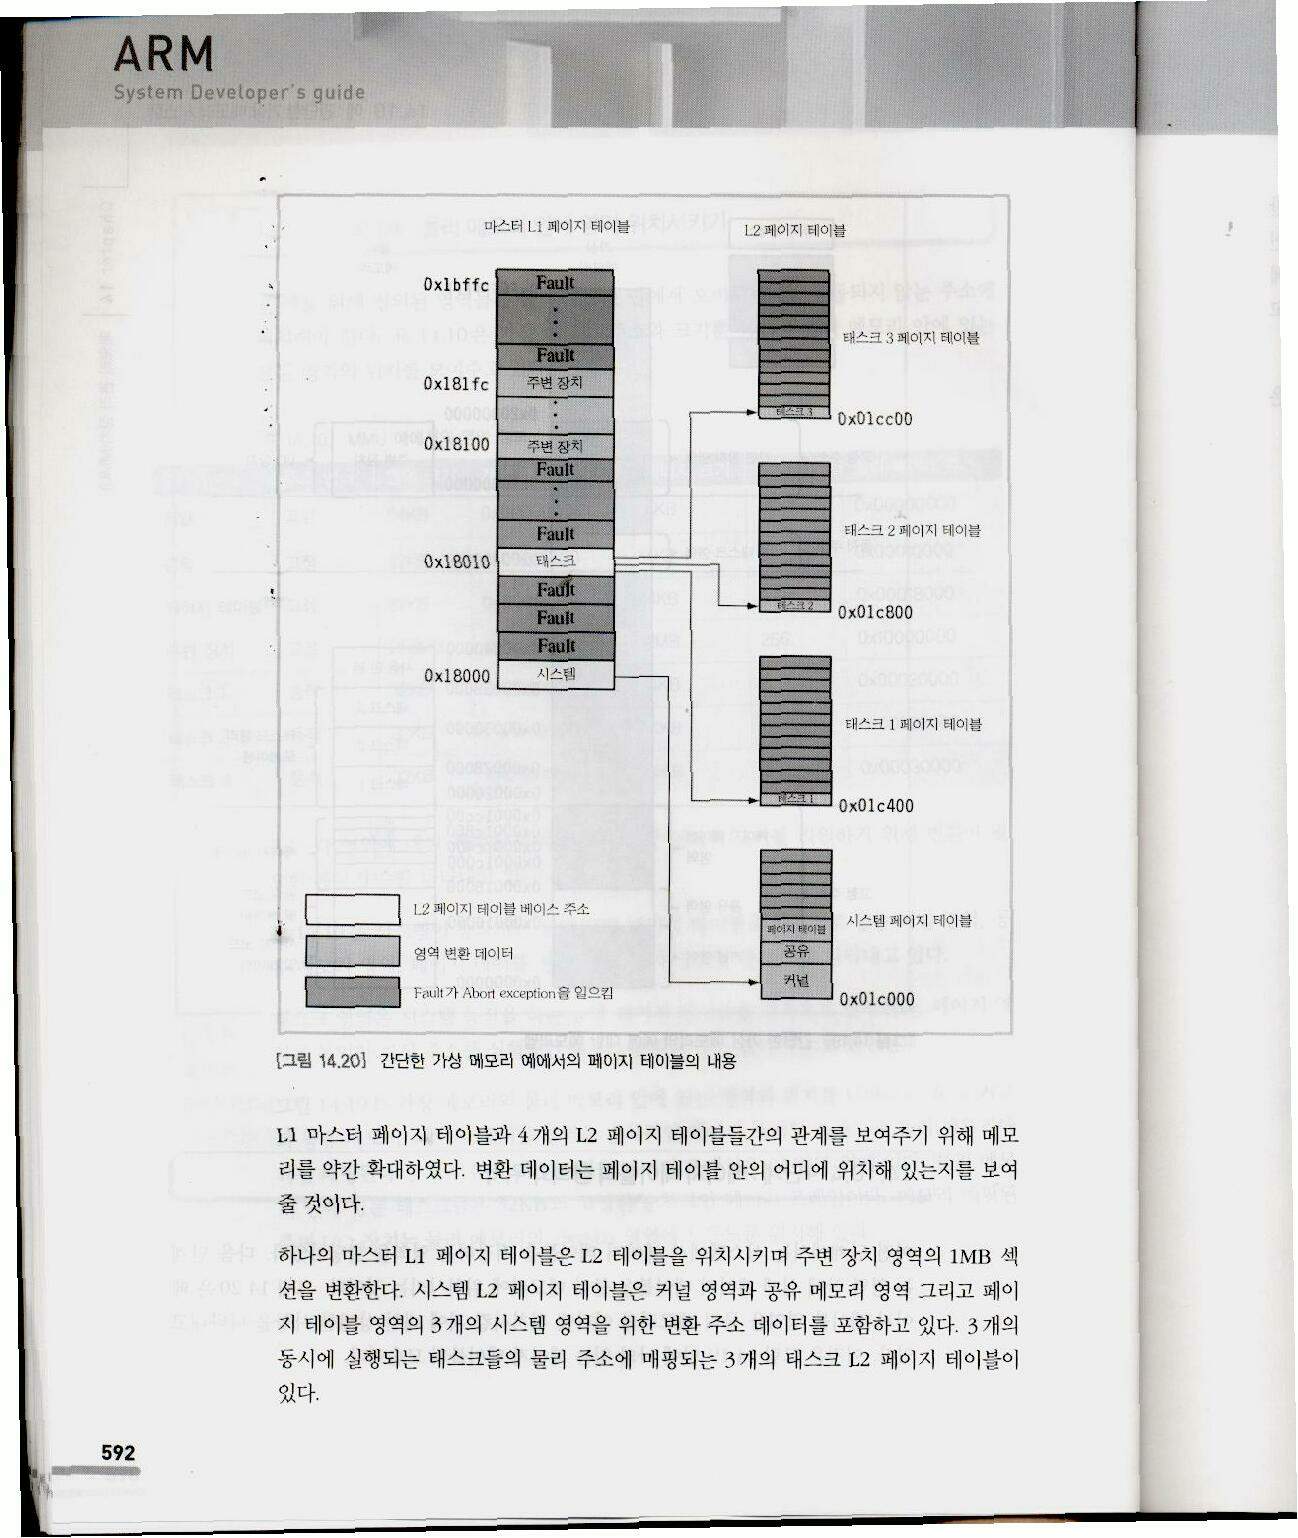 ARM
System Developer's guide
마스터 L1 페이지 테이블
L2 페이지 테이블
0x1bffc
Fault
Fault
0x181fc
주변 장치
0x18100
주변 장치
Fault
Fault
0x18010
태스크
Fault
Fault
Fault
0x18000
시스템
태스크 3 페이지 테이블
태스크 3
0x01cc00
태스크 2 페이지 테이블
태스크 2
0x01c800
태스크 1 페이지 테이블
태스크 1
0x01c400
시스템 페이지 테이블
페이지 테이블
공유
커널
0x01c000
L2 페이지 테이블 베이스 주소
영역 변환 데이터
Fault가 Abort exception을 일으킴
[그림 14.20] 간단한 가상 메모리 예에서의 페이지 테이블의 내용
L1 마스터 페이지 테이블과 4개의 L2 페이지 테이블들간의 관계를 보여주기 위해 메모
리를 약간 확대하였다. 변환 데이터는 페이지 테이블 안의 어디에 위치해 있는지를 보여
줄 것이다.
하나의 마스터 L1 페이지 테이블은 L2 테이블을 위치시키며 주변 장치 영역의 1MB 섹
션을 변환한다. 시스템 L2 페이지 테이블은 커널 영역과 공유 메모리 영역 그리고 페이
지 테이블 영역의 3개의 시스템 영역을 위한 변환 주소 데이터를 포함하고 있다. 3개의
동시에 실행되는 태스크들의 물리 주소에 매핑되는 3개의 태스크 L2 페이지 테이블이
있다.
592